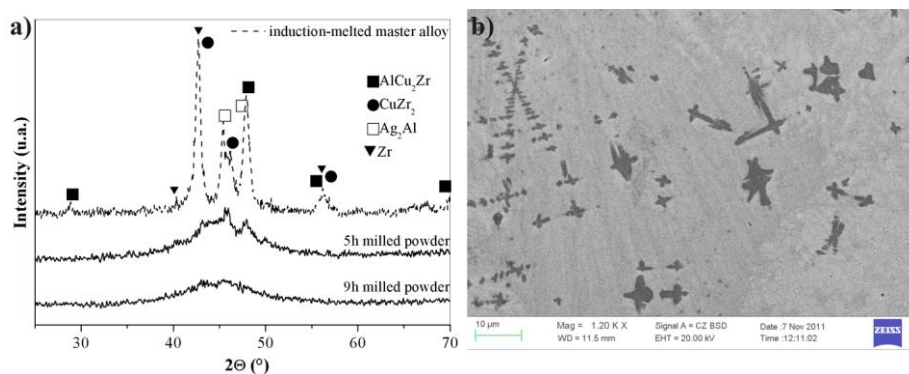 a)
induction-melted master alloy
AlCu₂Zr
CuZr₂
Ag₂Al
Zr
Intensity (u.a.)
5h milled powder
9h milled powder
30 40 50 60 70
2Θ (°)
b)
10 µm
Mag = 1.20 K X
Signal A = CZ BSD
Date :7 Nov 2011
WD = 11.5 mm
EHT = 20.00 kV
Time :12:11:02
ZEISS